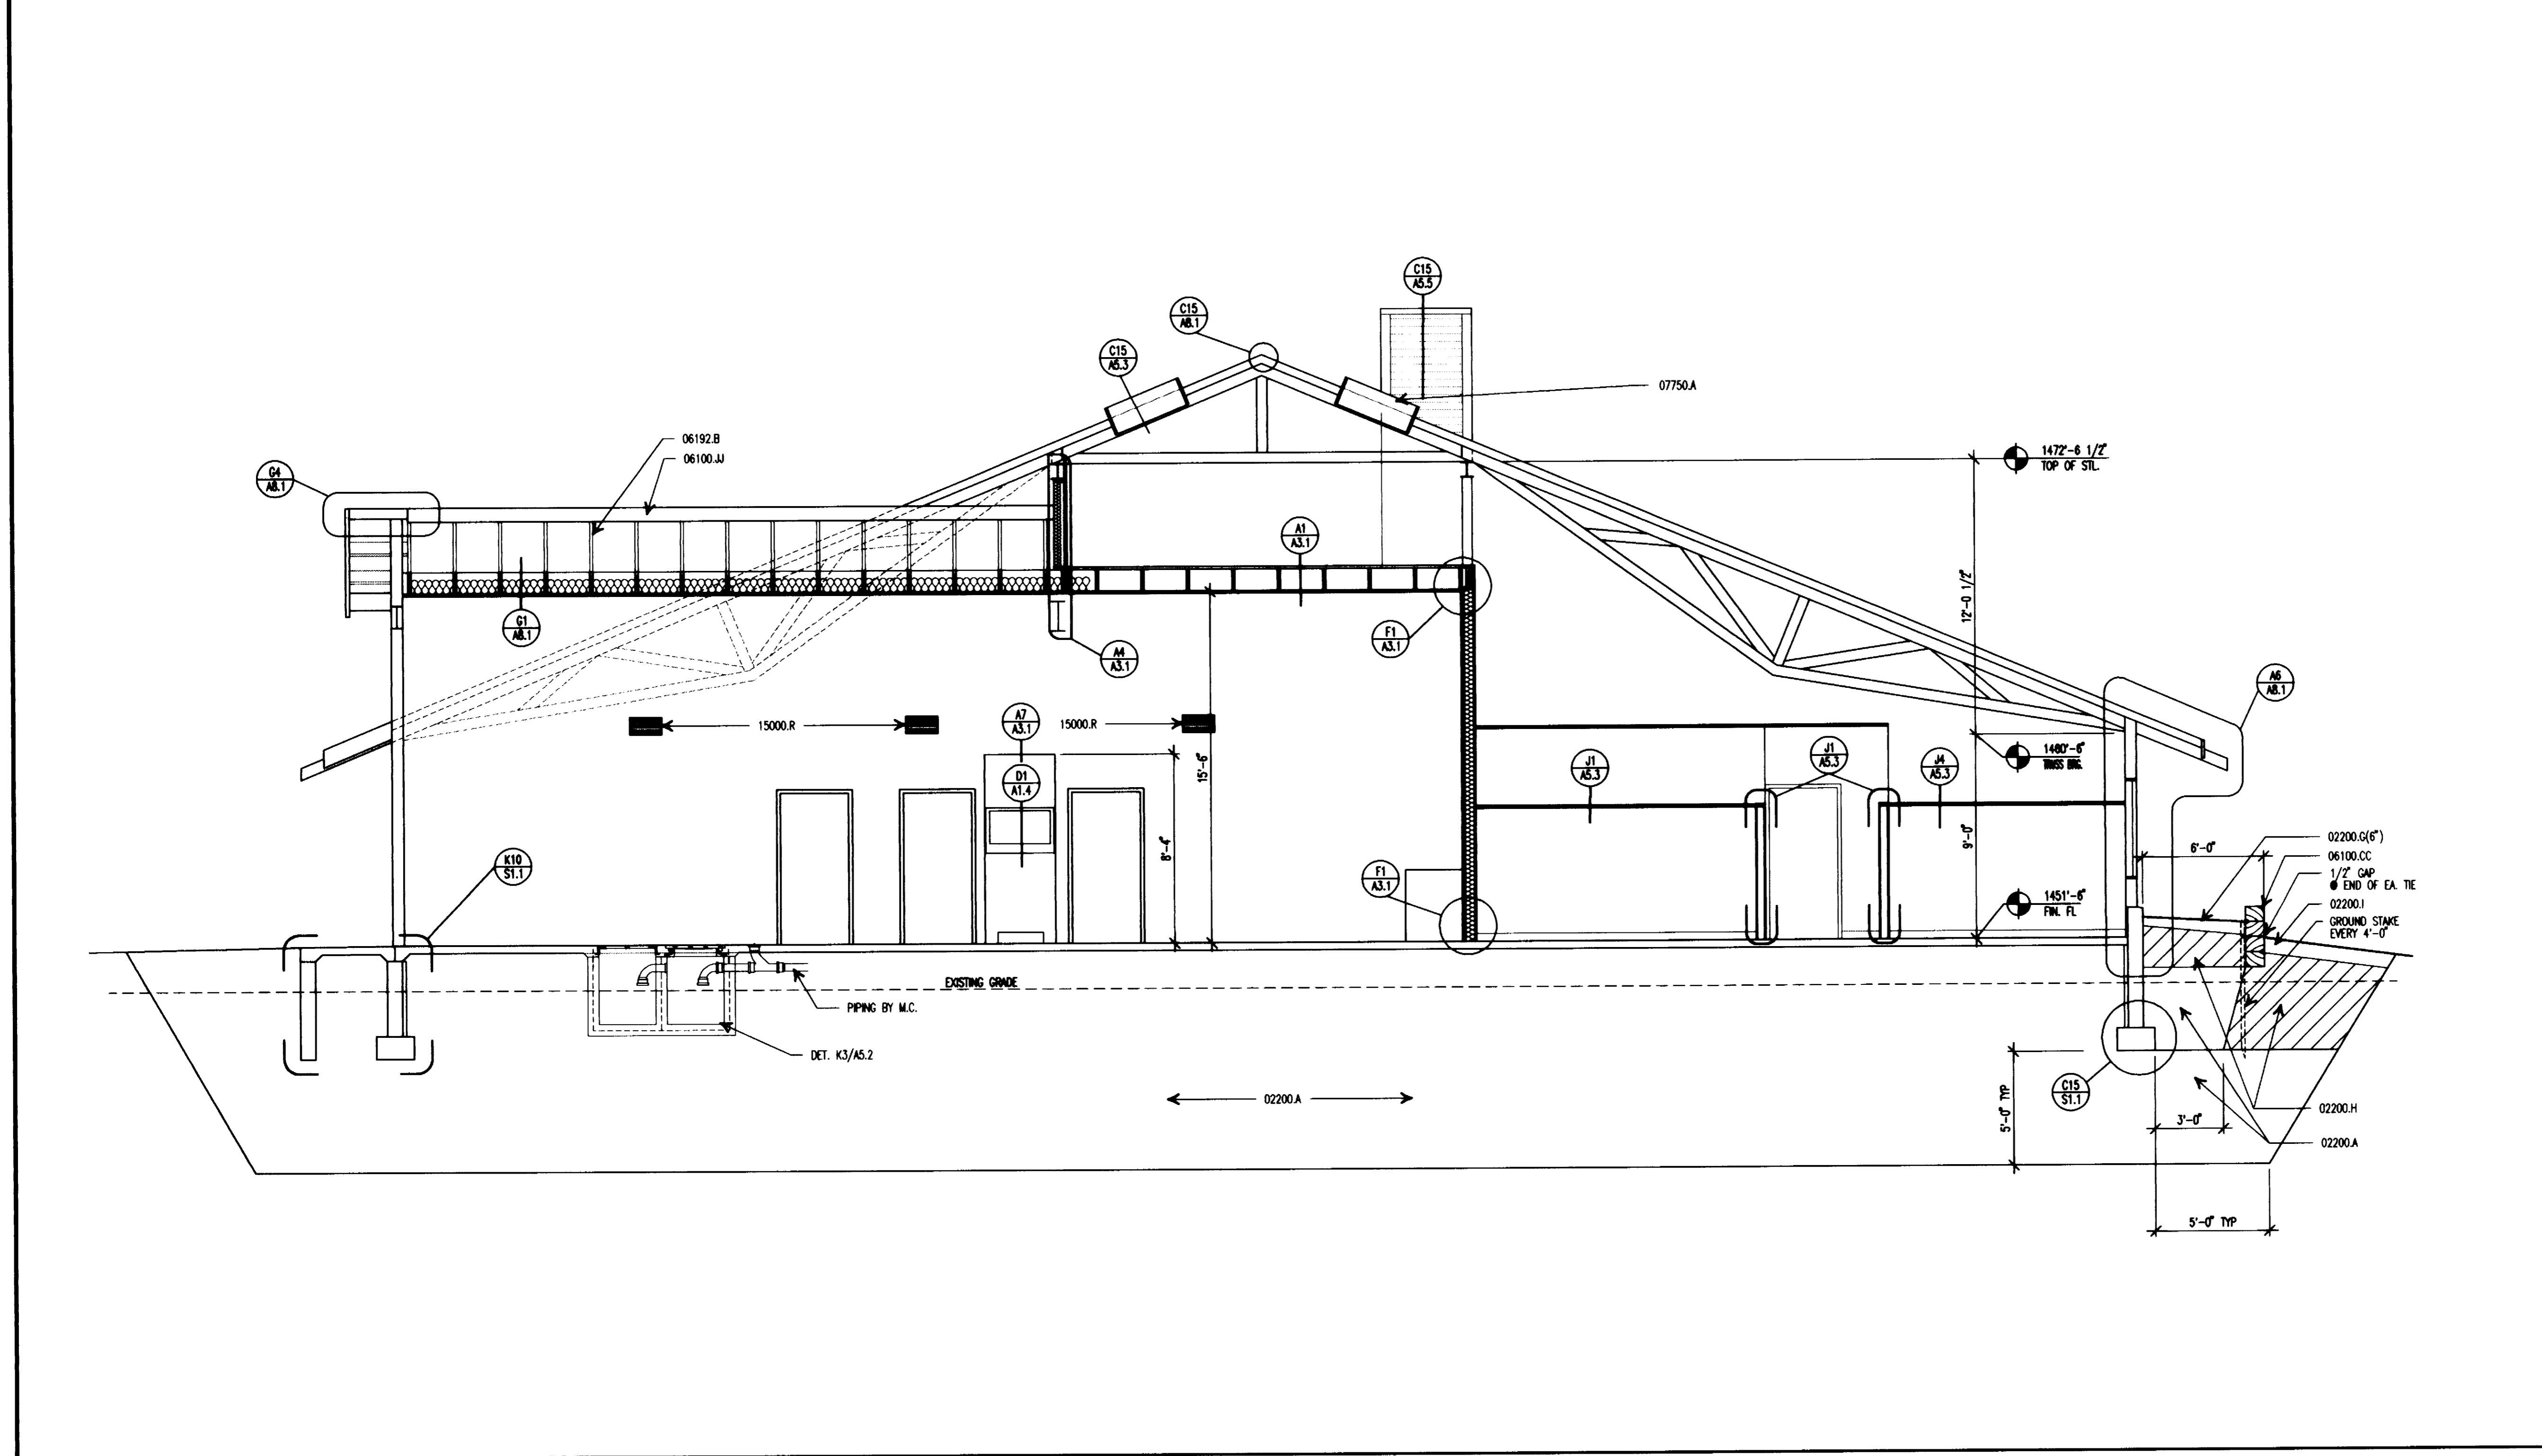 C15
A5.5
C15
A8.1
C15
A5.3
07750.A
06192.B
06100.JJ
G4
A8.1
1472'-6 1/2"
TOP OF STL.
A1
A3.1
12'-0 1/2"
G1
A8.1
F1
A3.1
A4
A3.1
A6
A8.1
15000.R
A7
A3.1
15000.R
15'-6"
D1
A1.4
J1
A5.3
J1
A5.3
J4
A5.3
1460'-6"
TRUSS BRG.
8'-4"
9'-0"
6'-0"
02200.G(6")
06100.CC
1/2" GAP
@ END OF EA. TIE
02200.I
GROUND STAKE
EVERY 4'-0"
K10
S1.1
F1
A3.1
1451'-6"
FIN. FL
EXISTING GRADE
PIPING BY M.C.
DET. K3/A5.2
02200.A
C15
S1.1
5'-0" TYP
3'-0"
02200.H
02200.A
5'-0" TYP